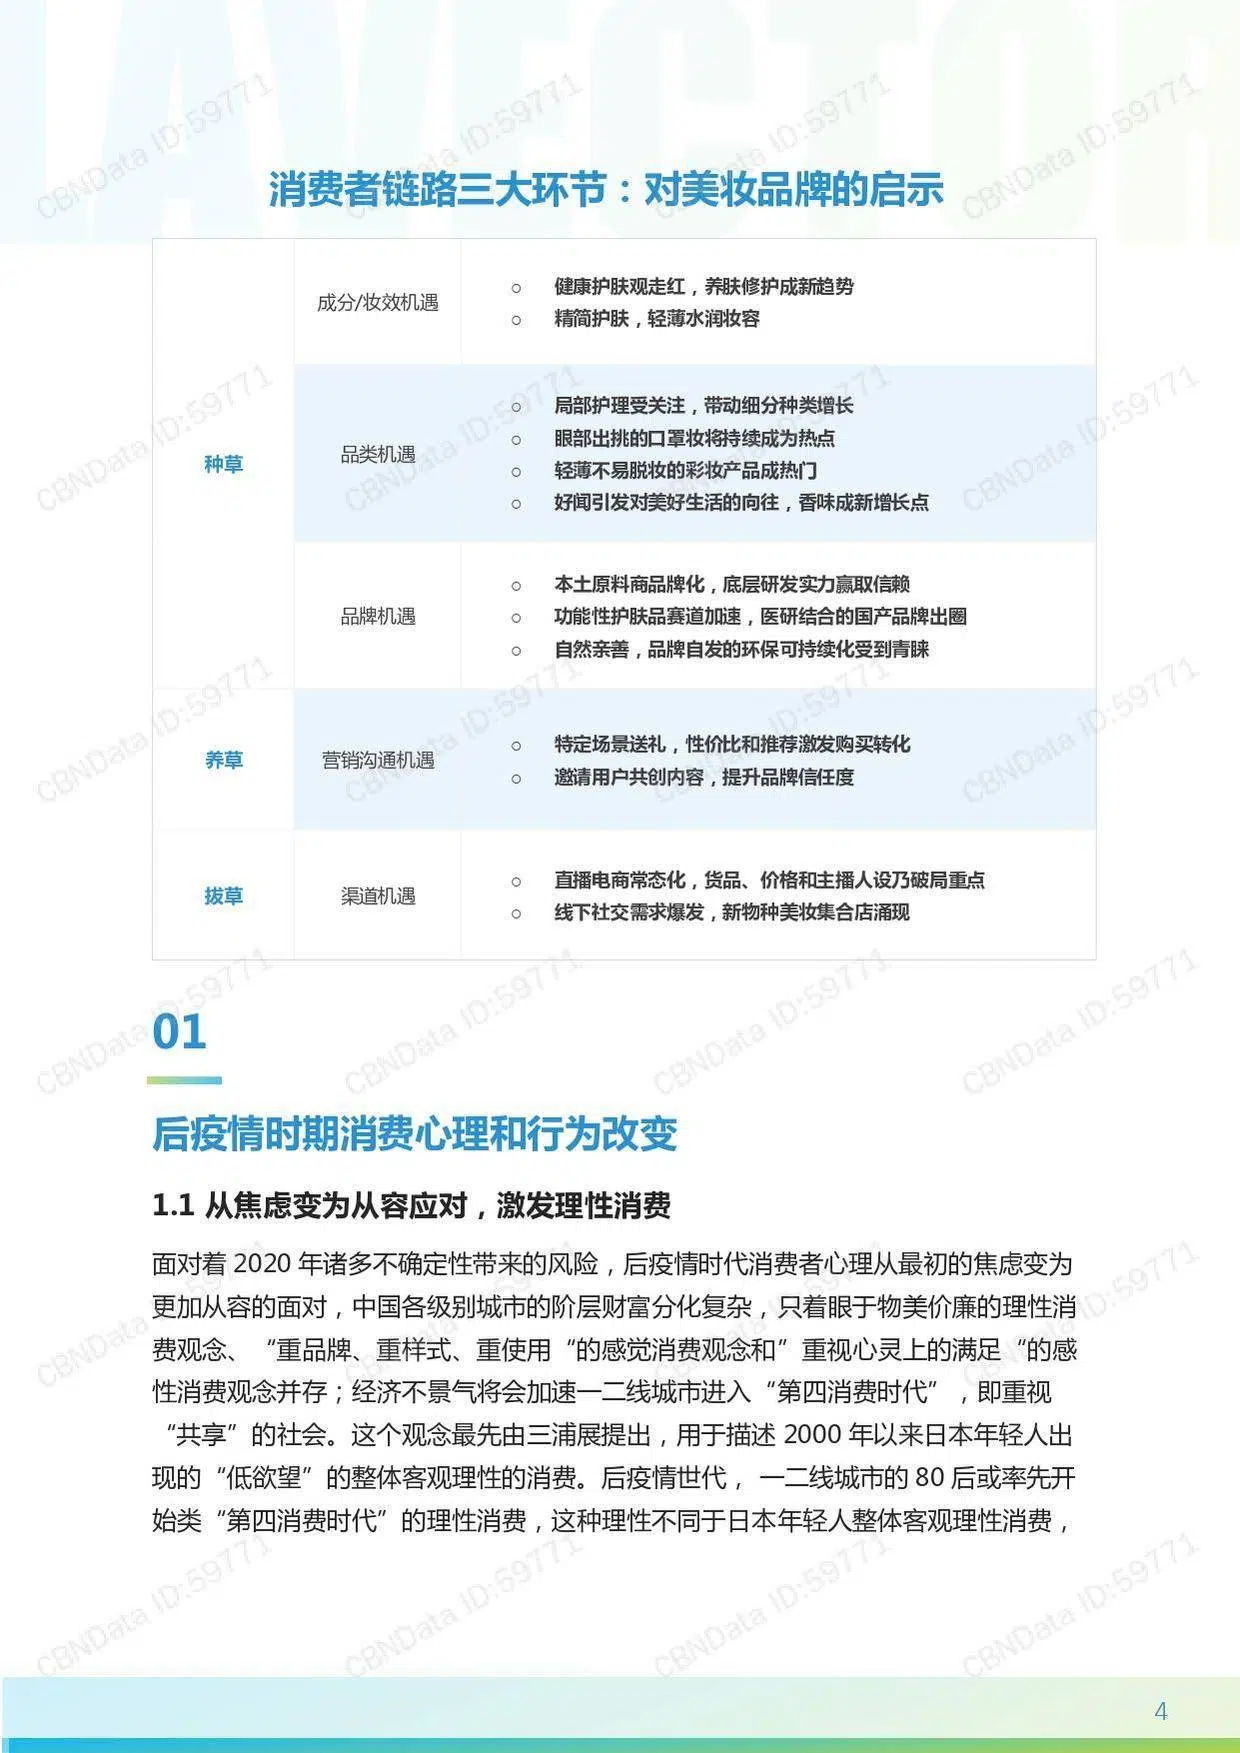 消费者链路三大环节：对美妆品牌的启示
种草
成分/妆效机遇
○ 健康护肤观走红，养肤修护成新趋势
○ 精简护肤，轻薄水润妆容
品类机遇
○ 局部护理受关注，带动细分种类增长
○ 眼部出挑的口罩妆将持续成为热点
○ 轻薄不易脱妆的彩妆产品成热门
○ 好闻引发对美好生活的向往，香味成新增长点
品牌机遇
○ 本土原料商品牌化，底层研发实力赢取信赖
○ 功能性护肤品赛道加速，医研结合的国产品牌出圈
○ 自然亲善，品牌自发的环保可持续化受到青睐
养草
营销沟通机遇
○ 特定场景送礼，性价比和推荐激发购买转化
○ 邀请用户共创内容，提升品牌信任度
拔草
渠道机遇
○ 直播电商常态化，货品、价格和主播人设乃破局重点
○ 线下社交需求爆发，新物种美妆集合店涌现
01
后疫情时期消费心理和行为改变
1.1 从焦虑变为从容应对，激发理性消费
面对着 2020 年诸多不确定性带来的风险，后疫情时代消费者心理从最初的焦虑变为
更加从容的面对，中国各级别城市的阶层财富分化复杂，只着眼于物美价廉的理性消
费观念、“重品牌、重样式、重使用“的感觉消费观念和”重视心灵上的满足“的感
性消费观念并存；经济不景气将会加速一二线城市进入“第四消费时代”，即重视
“共享”的社会。这个观念最先由三浦展提出，用于描述 2000 年以来日本年轻人出
现的“低欲望”的整体客观理性的消费。后疫情世代， 一二线城市的 80 后或率先开
始类“第四消费时代”的理性消费，这种理性不同于日本年轻人整体客观理性消费，
4
CBNData ID:59771